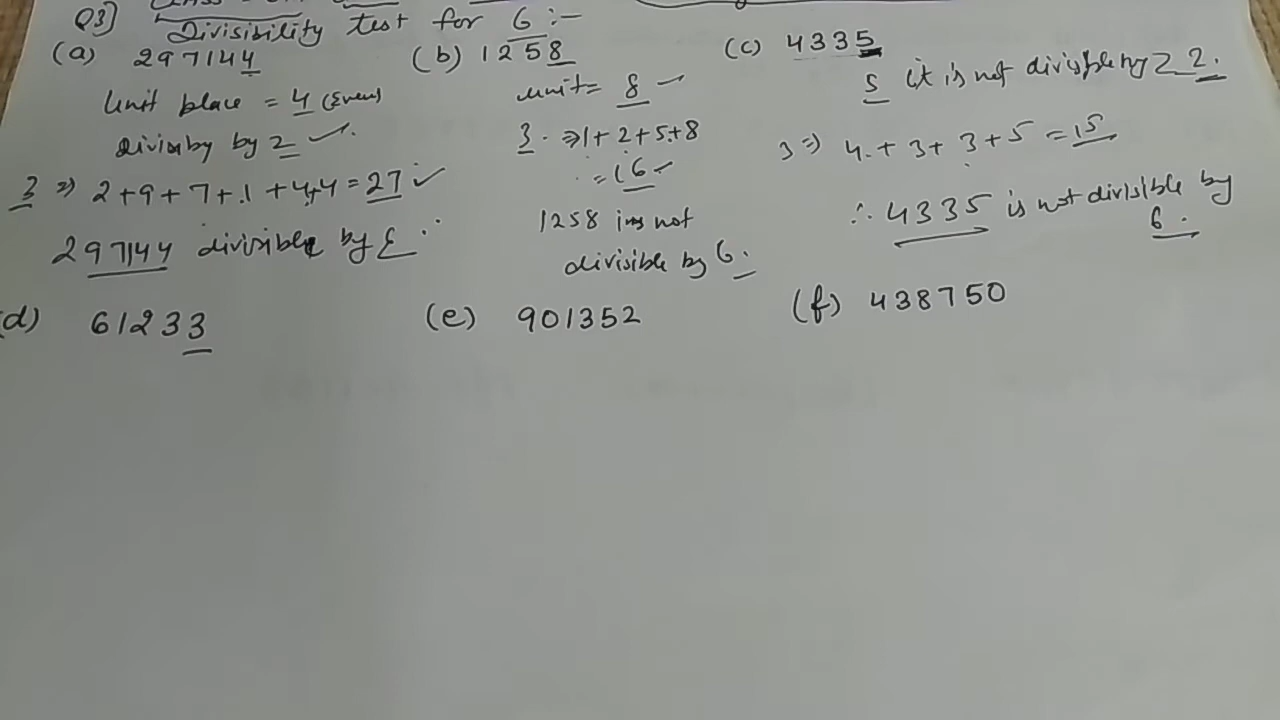 Q3] Divisibility test for 6 :-
(a) 297144
Unit place = 4 (Even)
by 2 ✓.
3 ⇒ 2+9+7+1+4+4 = 27 ✓
297144 divisible by
(b) 1258
unit = 8
3. ⇒ 1+2+5+8
= 16
1258 is not
divisible by 6.
(c) 4335
5 it is not divisible by 2.
3 ⇒ 4+3+3+5 = 15
∴ 4335 is not divisible by
6.
(d) 61233
(e) 901352
(f) 438750